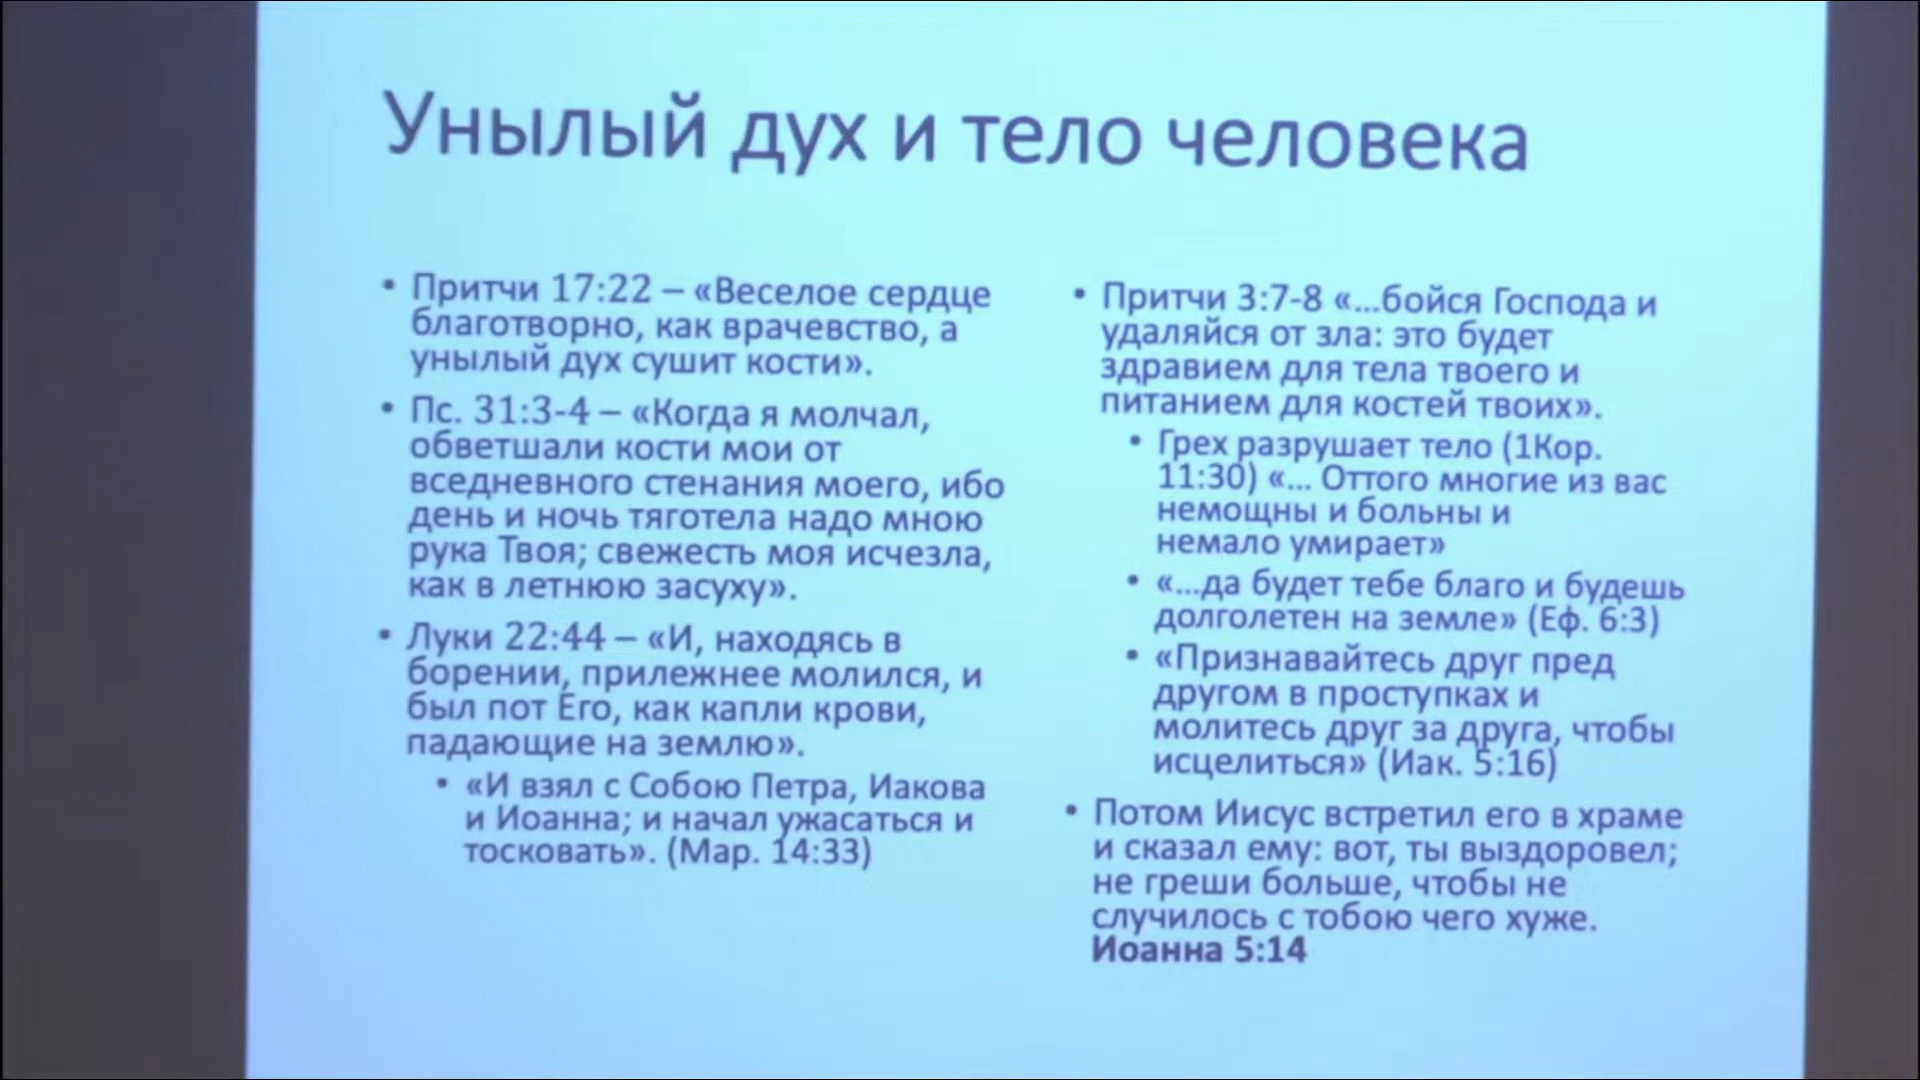 Унылый дух и тело человека
• Притчи 17:22 – «Веселое сердце
благотворно, как врачевство, а
унылый дух сушит кости».
• Пс. 31:3-4 – «Когда я молчал,
обветшали кости мои от
вседневного стенания моего, ибо
день и ночь тяготела надо мною
рука Твоя; свежесть моя исчезла,
как в летнюю засуху».
• Луки 22:44 – «И, находясь в
борении, прилежнее молился, и
был пот Его, как капли крови,
падающие на землю».
• «И взял с Собою Петра, Иакова
и Иоанна; и начал ужасаться и
тосковать». (Мар. 14:33)
• Притчи 3:7-8 «…бойся Господа и
удаляйся от зла: это будет
здравием для тела твоего и
питанием для костей твоих».
• Грех разрушает тело (1Кор.
11:30) «… Оттого многие из вас
немощны и больны и
немало умирает»
• «…да будет тебе благо и будешь
долголетен на земле» (Еф. 6:3)
• «Признавайтесь друг пред
другом в проступках и
молитесь друг за друга, чтобы
исцелиться» (Иак. 5:16)
• Потом Иисус встретил его в храме
и сказал ему: вот, ты выздоровел;
не греши больше, чтобы не
случилось с тобою чего хуже.
Иоанна 5:14